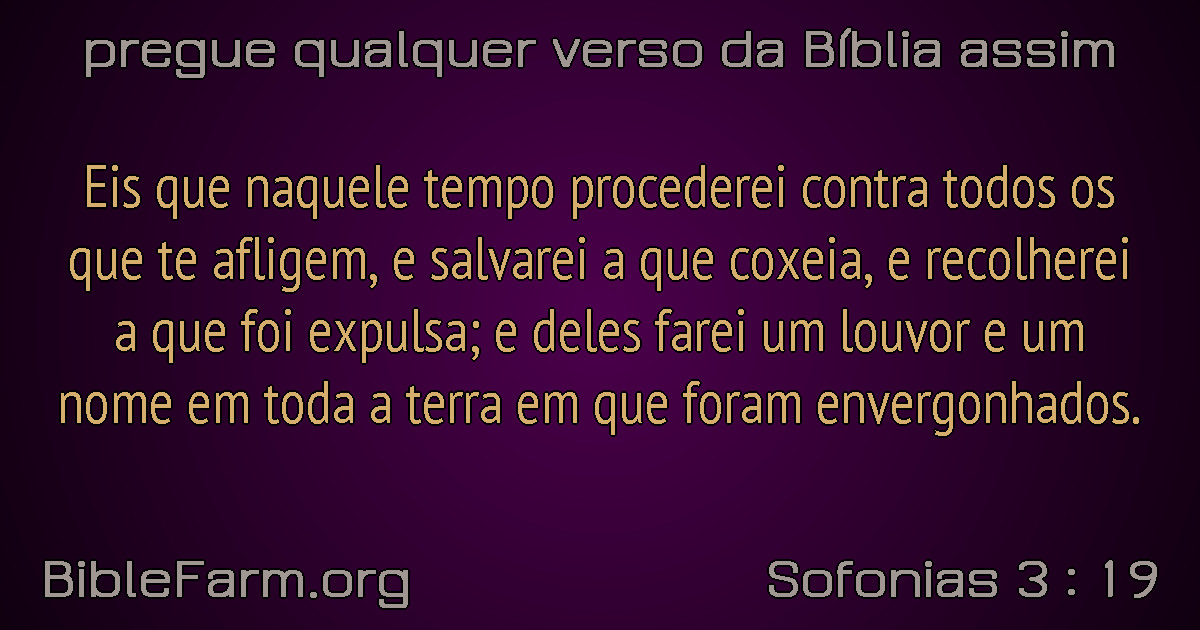 pregue qualquer verso da Bíblia assim
Eis que naquele tempo procederei contra todos os
que te afligem, e salvarei a que coxeia, e recolherei
a que foi expulsa; e deles farei um louvor e um
nome em toda a terra em que foram envergonhados.
BibleFarm.org
Sofonias 3 : 19